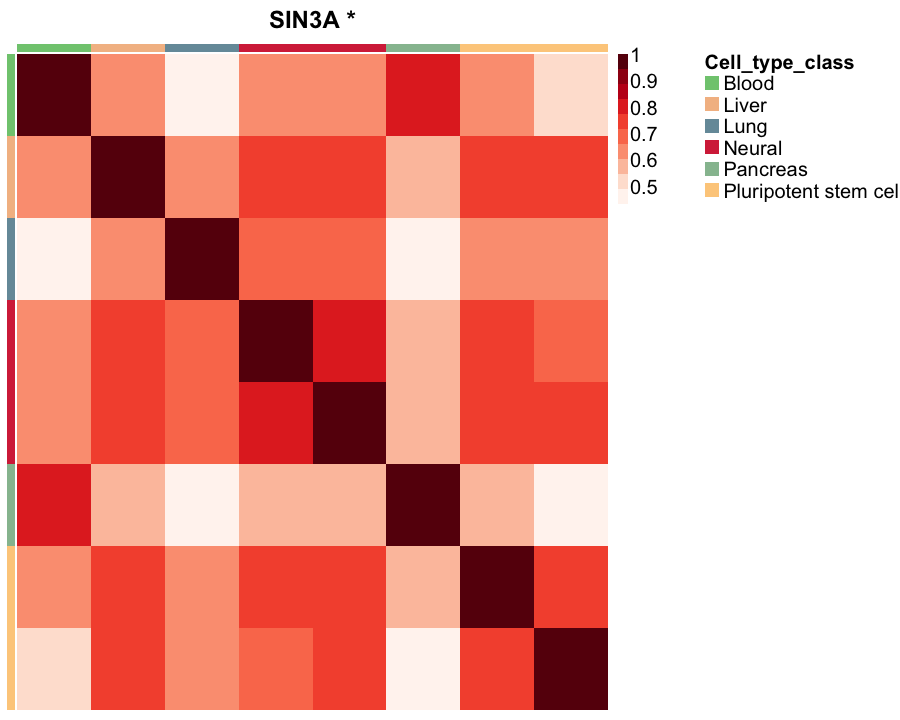 SIN3A *
1
0.9
0.8
0.7
0.6
0.5
Cell_type_class
Blood
Liver
Lung
Neural
Pancreas
Pluripotent stem cel